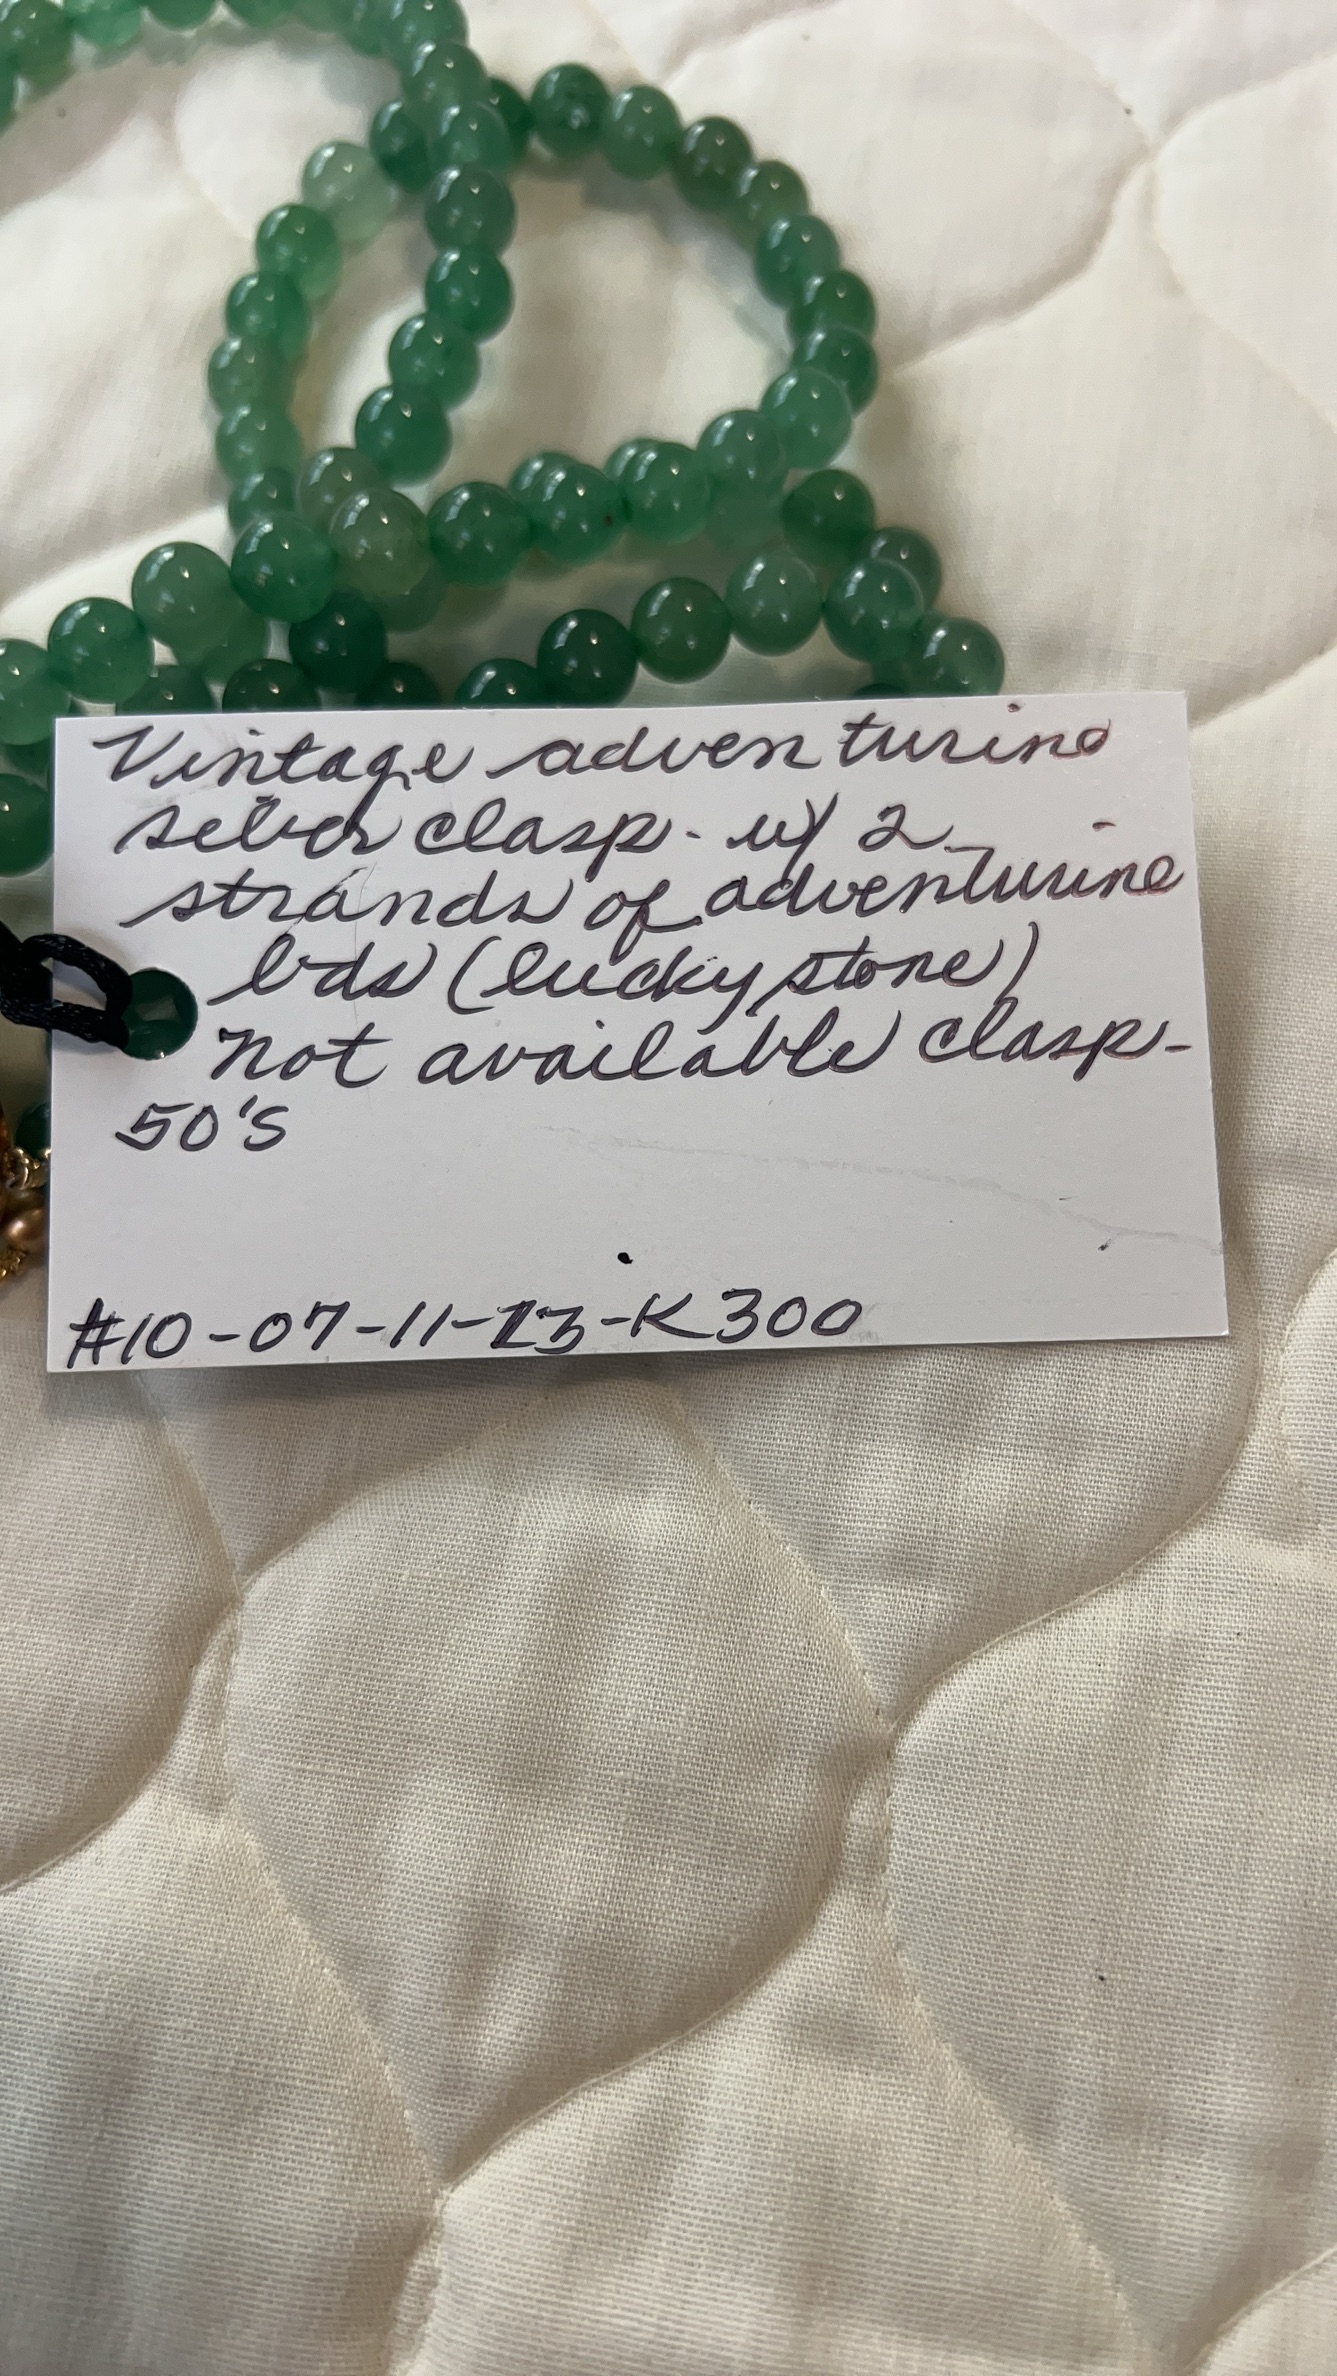 Vintage adventurine
silver clasp - w/ 2
strands of adventurine
bds (lucky stone)
not available clasp -
50's
#10-07-11-23-K300